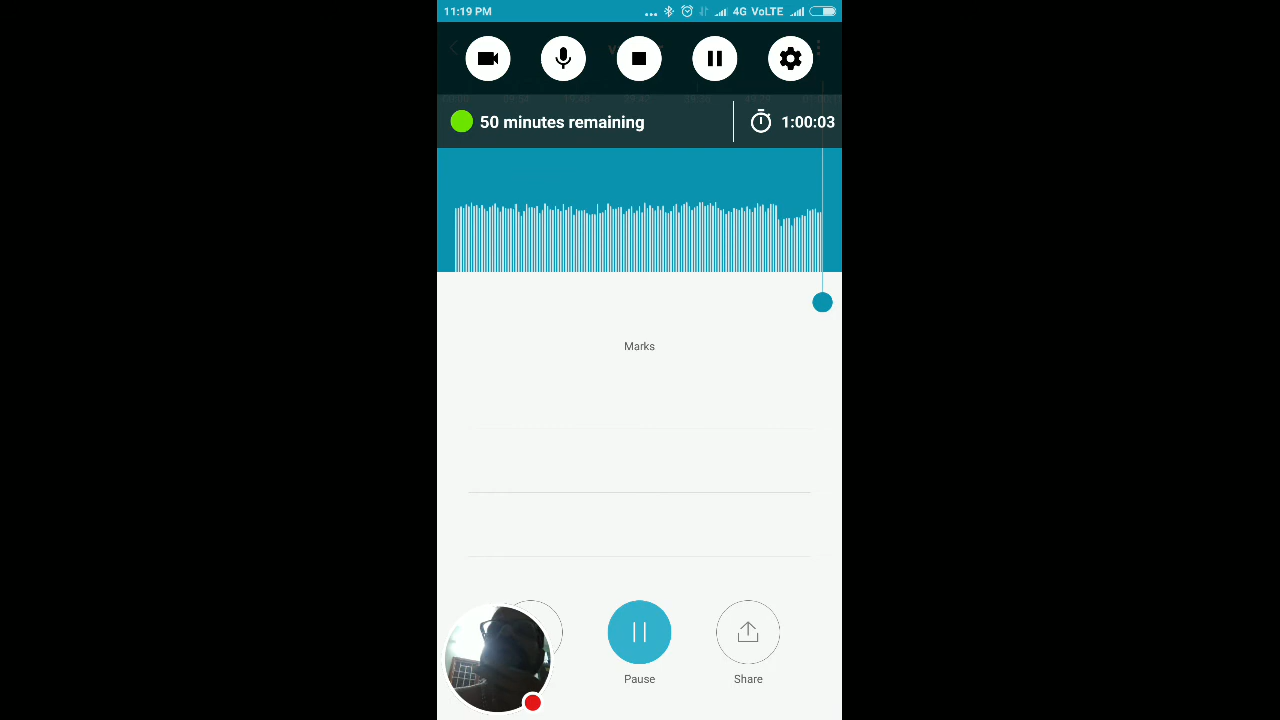 11:19 PM ... 4G VoLTE
50 minutes remaining 1:00:03
Marks
Pause
Share